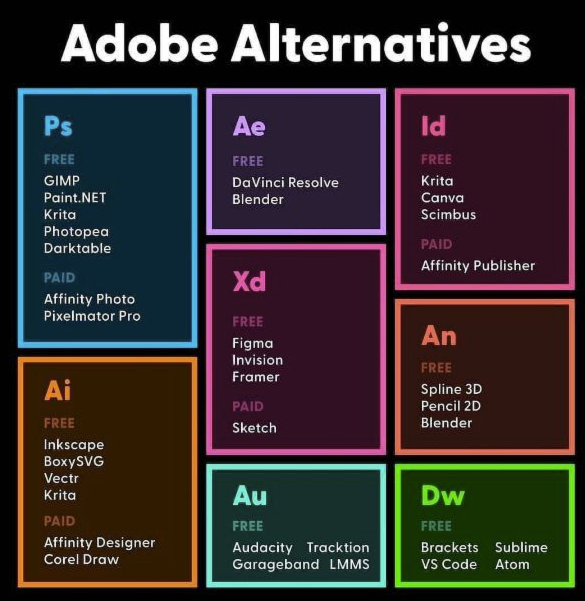 Adobe Alternatives
Ps
FREE
GIMP
Paint.NET
Krita
Photopea
Darktable
PAID
Affinity Photo
Pixelmator Pro
Ai
FREE
Inkscape
BoxySVG
Vectr
Krita
PAID
Affinity Designer
Corel Draw
Ae
FREE
DaVinci Resolve
Blender
Xd
FREE
Figma
Invision
Framer
PAID
Sketch
Au
FREE
Audacity Tracktion
Garageband LMMS
Id
FREE
Krita
Canva
Scimbus
PAID
Affinity Publisher
An
FREE
Spline 3D
Pencil 2D
Blender
Dw
FREE
Brackets Sublime
VS Code Atom